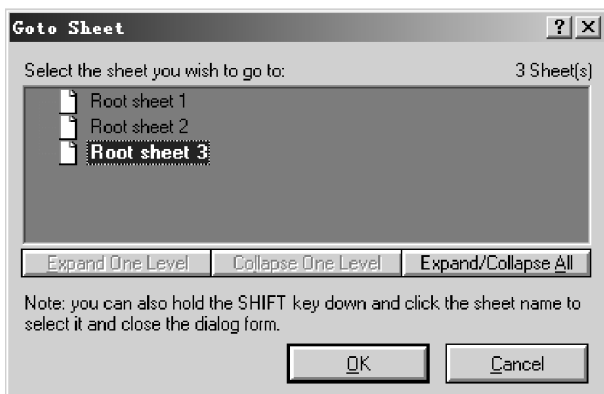 Goto Sheet
Select the sheet you wish to go to: 3 Sheet(s)
Root sheet 1
Root sheet 2
Root sheet 3
Expand One Level Collapse One Level Expand/Collapse All
Note: you can also hold the SHIFT key down and click the sheet name to
select it and close the dialog form.
OK Cancel